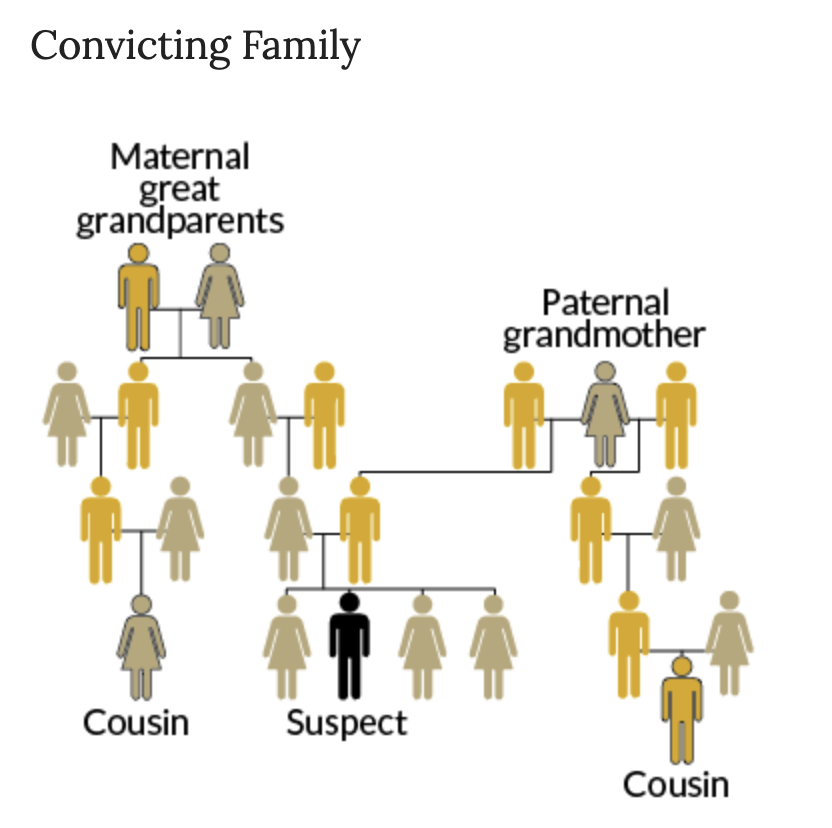 Convicting Family
Maternal
great
grandparents
Paternal
grandmother
Cousin
Suspect
Cousin